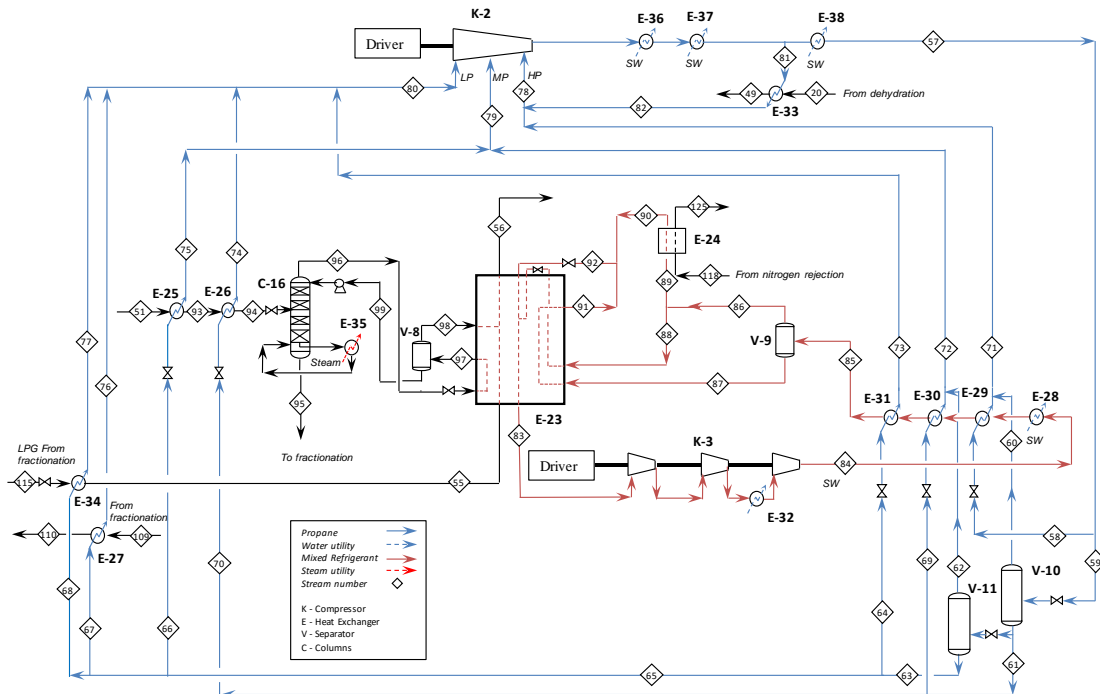 K-2
E-36
E-37
E-38
Driver
57
SW
SW
SW
81
LP
MP
HP
78
80
49
20
From dehydration
79
82
E-33
56
90
125
E-24
118
From nitrogen rejection
75
74
96
92
89
C-16
E-25
E-26
51
93
94
99
91
86
V-9
E-35
V-8
98
88
73
72
71
85
Steam
97
87
77
76
E-31
E-30
E-29
E-28
E-23
95
83
60
SW
To fractionation
K-3
LPG From
fractionation
Driver
84
115
55
SW
E-34
From
fractionation
E-32
110
109
E-27
Propane
Water utility
Mixed Refrigerant
Steam utility
Stream number
K - Compressor
E - Heat Exchanger
V - Separator
C - Columns
58
59
70
69
62
V-10
68
V-11
67
66
64
65
63
61